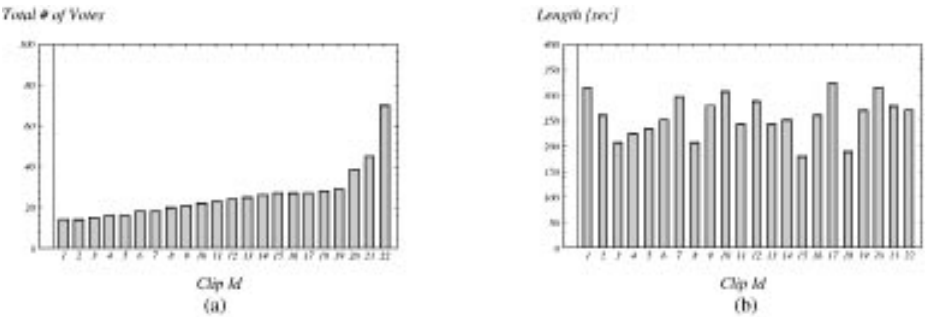 Total # of Votes
100
80
60
40
20
0
1 2 3 4 5 6 7 8 9 10 11 12 13 14 15 16 17 18 19 20 21 22
Clip Id
(a)
Length [sec]
400
350
300
250
200
150
100
50
0
1 2 3 4 5 6 7 8 9 10 11 12 13 14 15 16 17 18 19 20 21 22
Clip Id
(b)